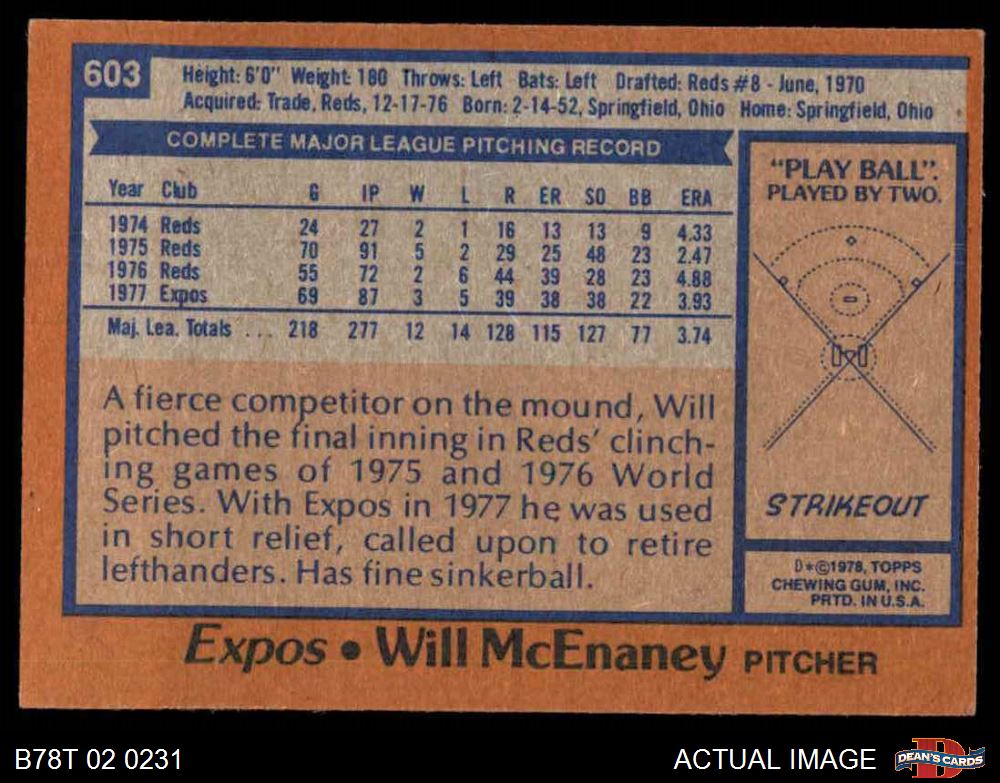 603
Height: 6'0" Weight: 180 Throws: Left Bats: Left Drafted: Reds #8 - June, 1970
Acquired: Trade, Reds, 12-17-76 Born: 2-14-52, Springfield, Ohio Home: Springfield, Ohio
COMPLETE MAJOR LEAGUE PITCHING RECORD
Year Club G IP W L R ER SO BB ERA
1974 Reds 24 27 2 1 16 13 13 9 4.33
1975 Reds 70 91 5 2 29 25 48 23 2.47
1976 Reds 55 72 2 6 44 39 28 23 4.88
1977 Expos 69 87 3 5 39 38 38 22 3.93
Maj. Lea. Totals ... 218 277 12 14 128 115 127 77 3.74
A fierce competitor on the mound, Will
pitched the final inning in Reds' clinch-
ing games of 1975 and 1976 World
Series. With Expos in 1977 he was used
in short relief, called upon to retire
lefthanders. Has fine sinkerball.
"PLAY BALL":
PLAYED BY TWO.
STRIKEOUT
D*©1978, TOPPS
CHEWING GUM, INC.
PRTD. IN U.S.A.
Expos • Will McEnaney PITCHER
B78T 02 0231
ACTUAL IMAGE
DEAN'S CARDS